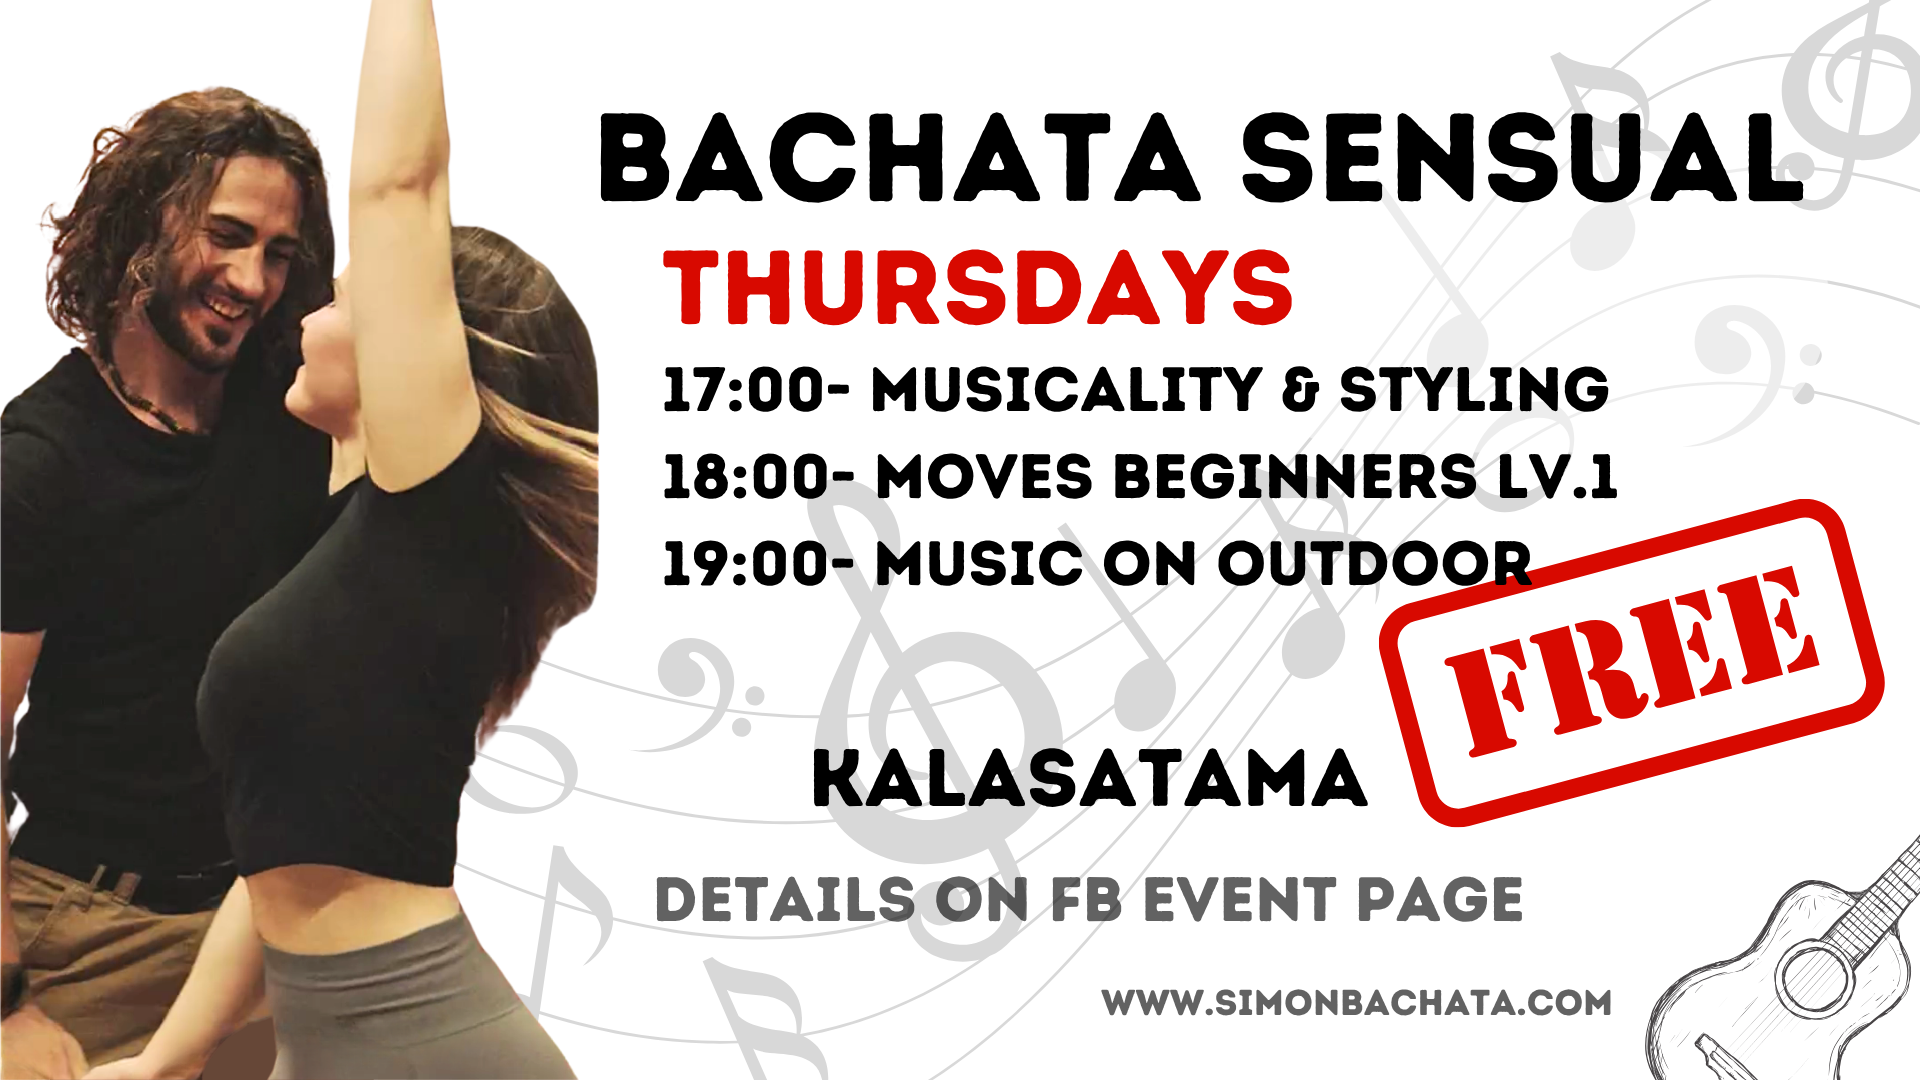 BACHATA SENSUAL
THURSDAYS
17:00- MUSICALITY & STYLING
18:00- MOVES BEGINNERS LV.1
19:00- MUSIC ON OUTDOOR
FREE
KALASATAMA
DETAILS ON FB EVENT PAGE
WWW.SIMONBACHATA.COM